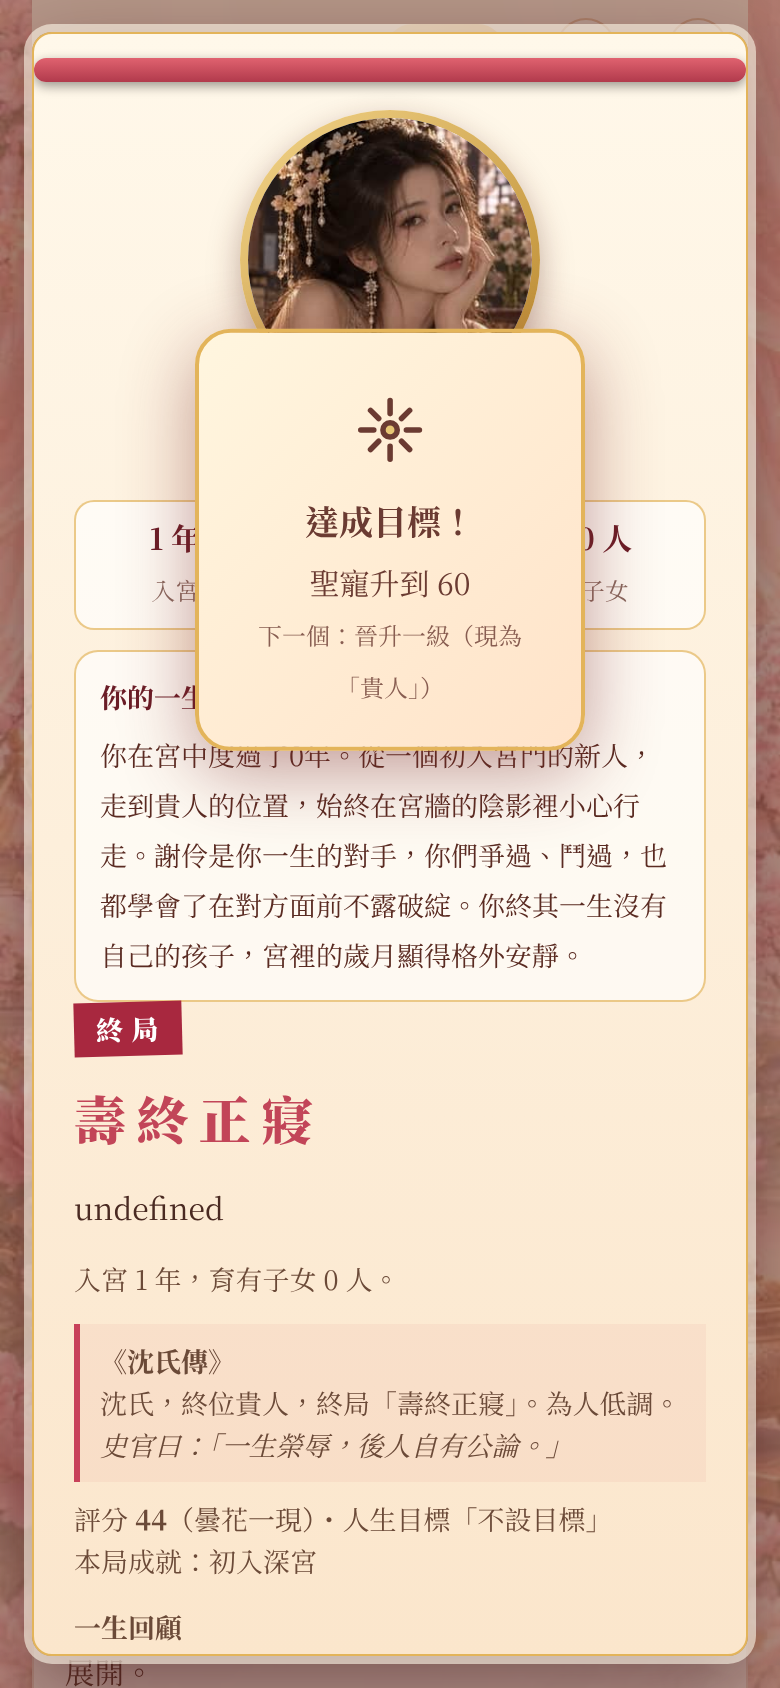 達成目標！
聖寵升到 60
下一個：晉升一級（現為
「貴人」）
1 年
0 人
入宮
子女
你的一生
你在宮中度過了0年。從一個初入宮門的新人，
走到貴人的位置，始終在宮牆的陰影裡小心行
走。謝伶是你一生的對手，你們爭過、鬥過，也
都學會了在對方面前不露破綻。你終其一生沒有
自己的孩子，宮裡的歲月顯得格外安靜。
終局
壽終正寢
undefined
入宮 1 年，育有子女 0 人。
《沈氏傳》
沈氏，終位貴人，終局「壽終正寢」。為人低調。
史官曰：「一生榮辱，後人自有公論。」
評分 44（曇花一現）· 人生目標「不設目標」
本局成就：初入深宮
一生回顧
展開。